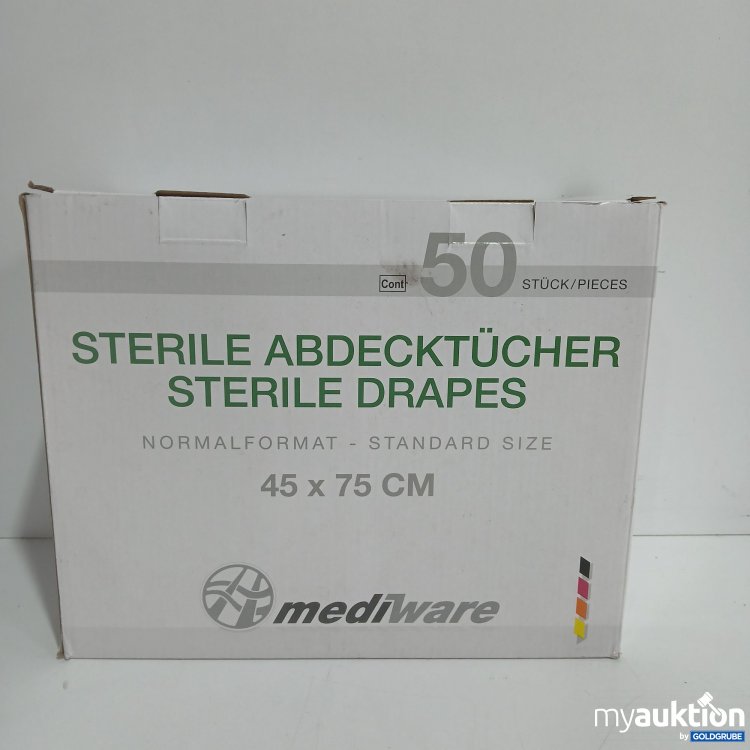 Cont 50 STÜCK/PIECES
STERILE ABDECKTÜCHER
STERILE DRAPES
NORMALFORMAT - STANDARD SIZE
45 x 75 CM
mediware
myauktion
by GOLDGRUBE